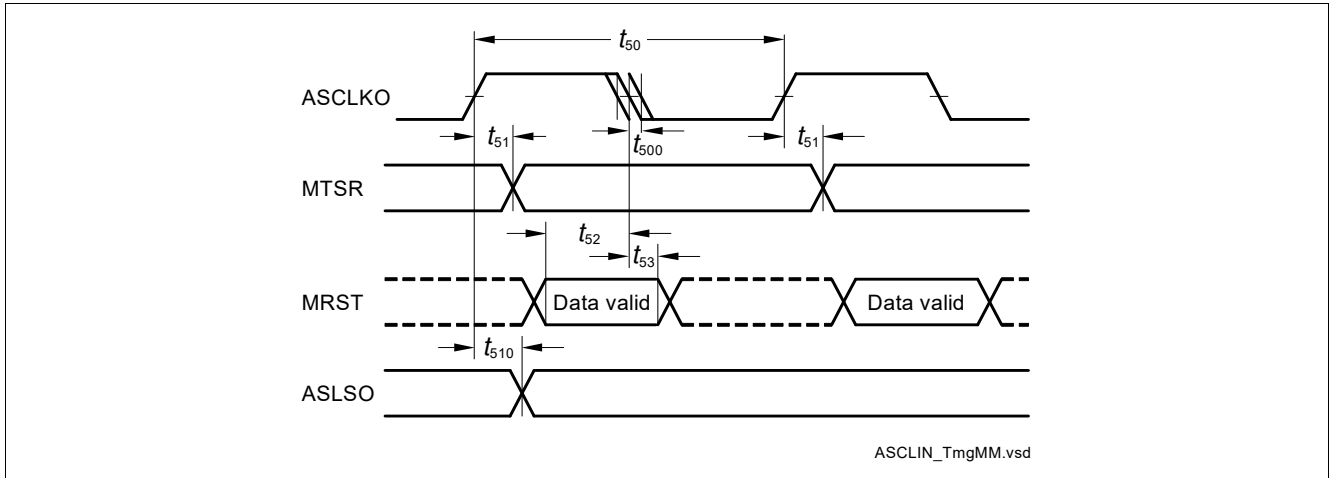 t50
ASCLKO
t51 t500 t51
MTSR
t52 t53
MRST Data valid Data valid
t510
ASLSO
ASCLIN_TmgMM.vsd